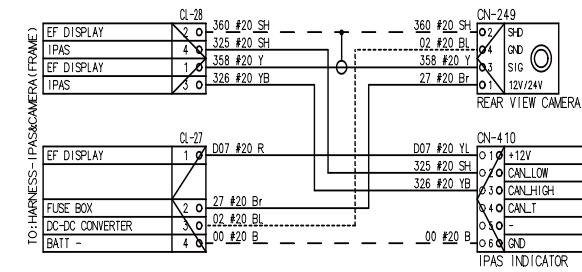 CL-28
CN-249
EF DISPLAY 2 360 #20 SH 360 #20 SH 2 SHD
IPAS 4 325 #20 SH 02 #20 BL 4 GND
EF DISPLAY 1 358 #20 Y 358 #20 Y 3 SIG
IPAS 3 326 #20 YB 27 #20 Br 1 12V/24V
REAR VIEW CAMERA
TO:HARNESS-IPAS&CAMERA(FRAME)
CL-27
CN-410
EF DISPLAY 1 D07 #20 R D07 #20 YL 1 +12V
325 #20 SH 2 CAN_LOW
326 #20 YB 3 CAN_HIGH
FUSE BOX 2 27 #20 Br 4 CAN_T
DC-DC CONVERTER 3 02 #20 BL 5 -
BATT - 4 00 #20 B 00 #20 B 6 GND
IPAS INDICATOR